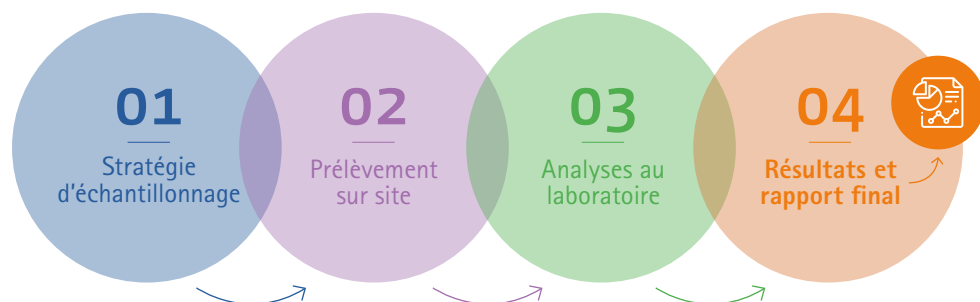 01
Stratégie
d'échantillonnage
02
Prélèvement
sur site
03
Analyses au
laboratoire
04
Résultats et
rapport final